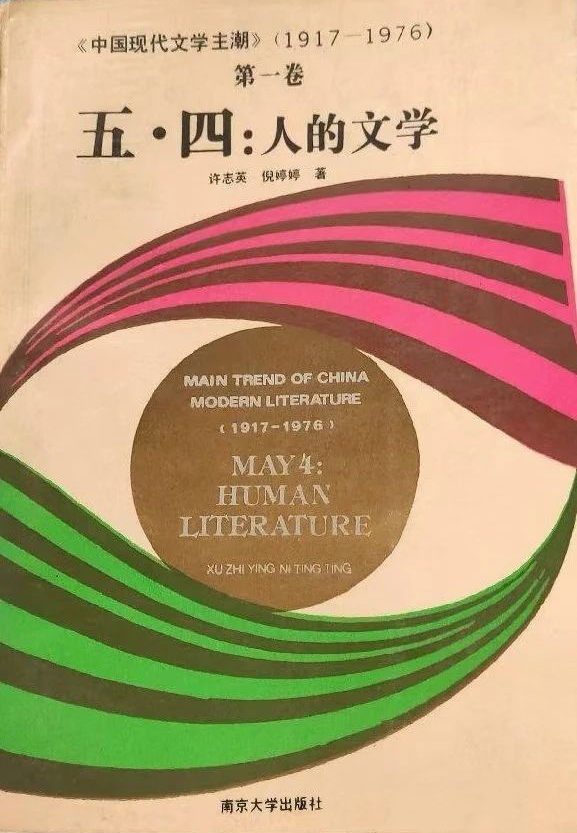 《中国现代文学主潮》(1917—1976)
第一卷
五·四:人的文学
许志英 倪婷婷 著
MAIN TREND OF CHINA
MODERN LITERATURE
(1917-1976)
MAY 4:
HUMAN
LITERATURE
XU ZHI YING NI TING TING
南京大学出版社